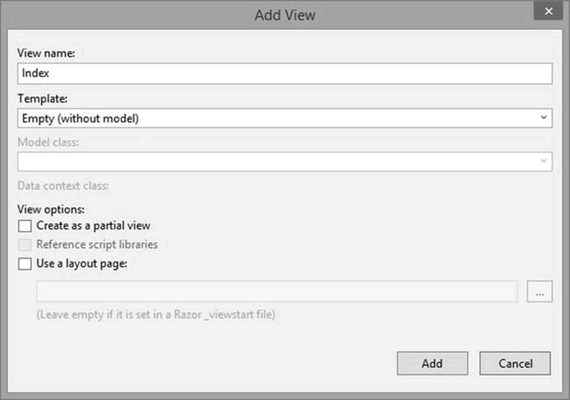 Add View
View name:
Index
Template:
Empty (without model)
Model class:
Data context class:
View options:
Create as a partial view
Reference script libraries
Use a layout page:
...
(Leave empty if it is set in a Razor _viewstart file)
Add
Cancel